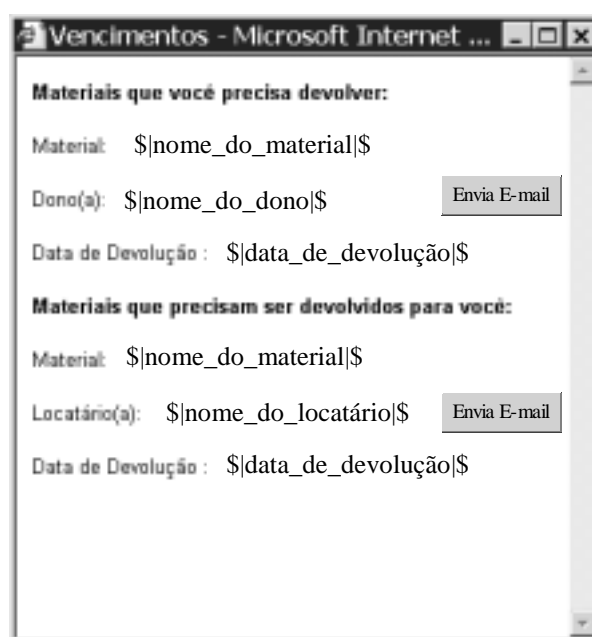 Vencimentos - Microsoft Internet ...
Materiais que você precisa devolver:
Material: $|nome_do_material|$
Dono(a): $|nome_do_dono|$ Envia E-mail
Data de Devolução : $|data_de_devolução|$
Materiais que precisam ser devolvidos para você:
Material: $|nome_do_material|$
Locatário(a): $|nome_do_locatário|$ Envia E-mail
Data de Devolução : $|data_de_devolução|$